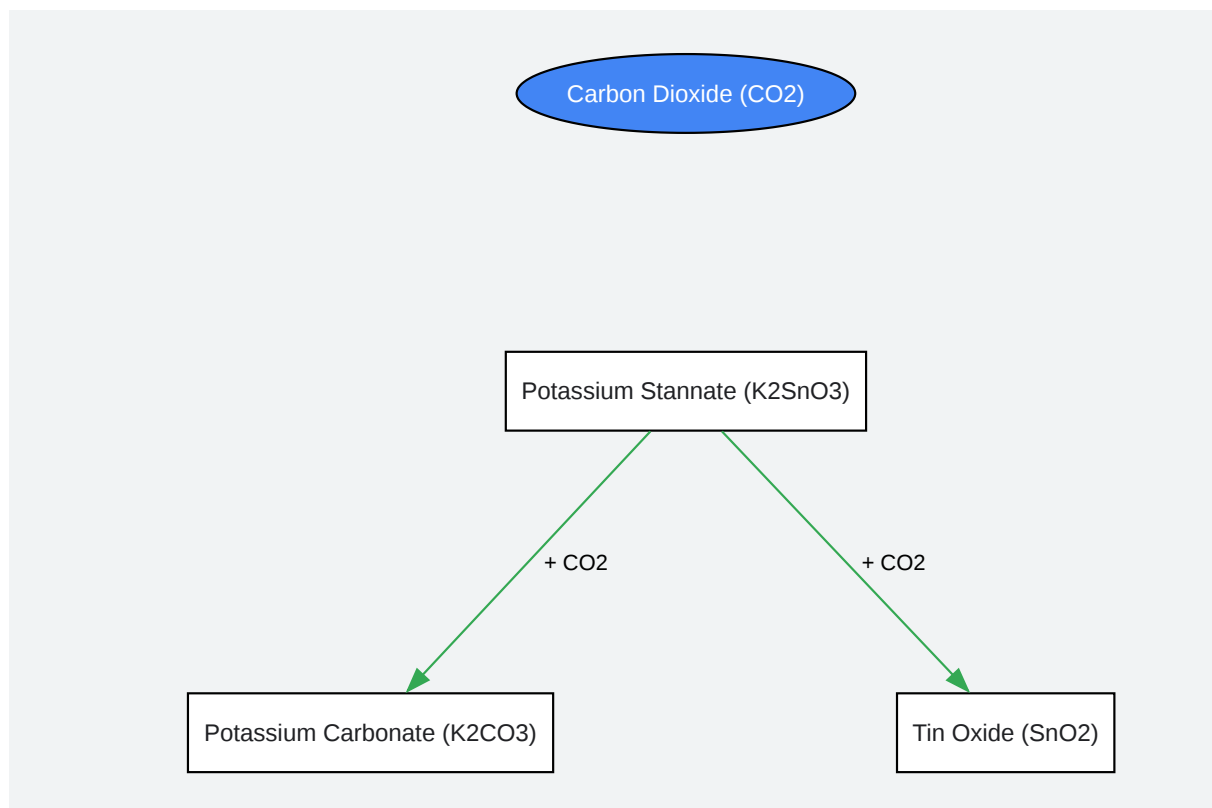 Carbon Dioxide (CO2)
Potassium Stannate (K2SnO3)
+ CO2
+ CO2
Potassium Carbonate (K2CO3)
Tin Oxide (SnO2)